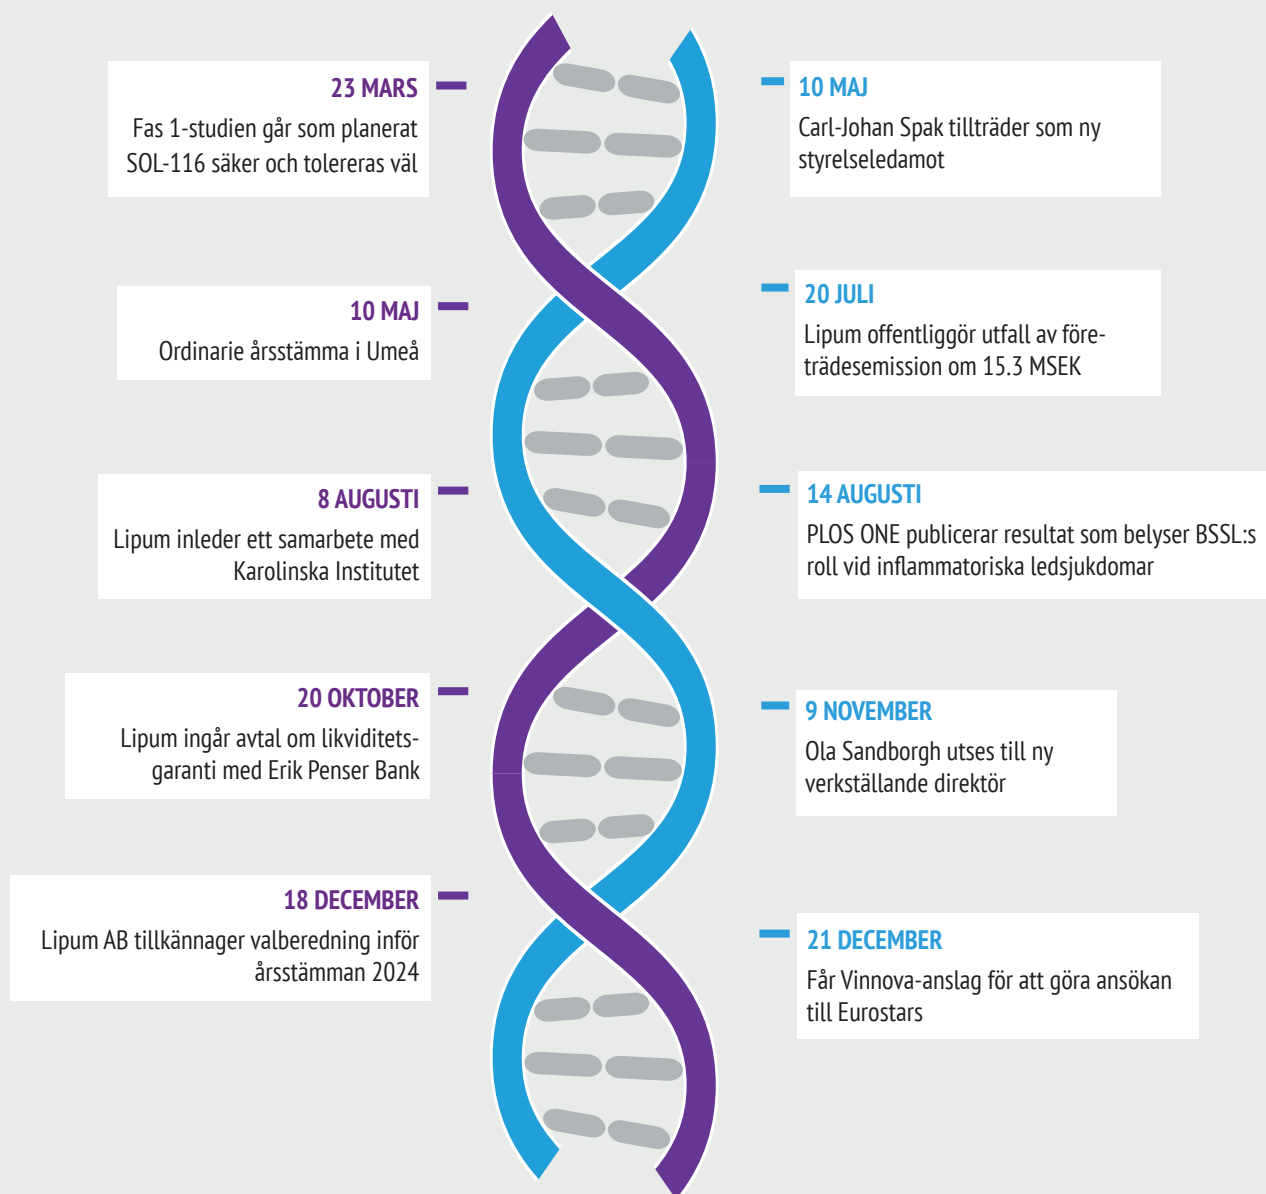 23 MARS
Fas 1-studien går som planerat
SOL-116 säker och tolereras väl
10 MAJ
Carl-Johan Spak tillträder som ny
styrelseledamot
10 MAJ
Ordinarie årsstämma i Umeå
20 JULI
Lipum offentliggör utfall av före-
trädesemission om 15.3 MSEK
8 AUGUSTI
Lipum inleder ett samarbete med
Karolinska Institutet
14 AUGUSTI
PLOS ONE publicerar resultat som belyser BSSL:s
roll vid inflammatoriska ledsjukdomar
20 OKTOBER
Lipum ingår avtal om likviditets-
garanti med Erik Penser Bank
9 NOVEMBER
Ola Sandborgh utses till ny
verkställande direktör
18 DECEMBER
Lipum AB tillkännager valberedning inför
årsstämman 2024
21 DECEMBER
Får Vinnova-anslag för att göra ansökan
till Eurostars